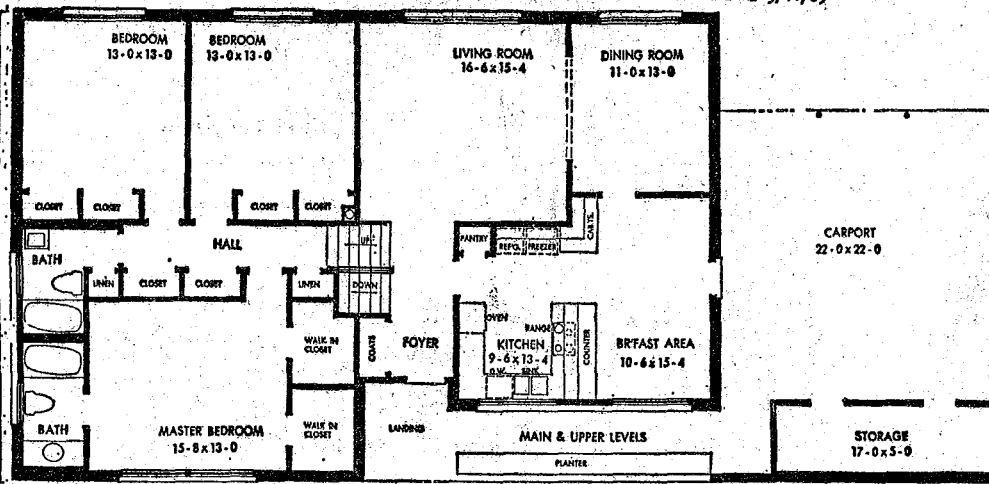 BEDROOM
13-0x13-0
BEDROOM
13-0x13-0
LIVING ROOM
16-6x15-4
DINING ROOM
11-0x13-0
CLOSET
CLOSET
CLOSET
CLOSET
CARPORT
22-0x22-0
HALL
UP
PANTRY
REFG.
FREEZER
BATH
LINEN
CLOSET
CLOSET
LINEN
DOWN
OVEN
RANGE
COUNTER
COATS
FOYER
KITCHEN
9-6x13-4
D.W.
SINK
BR'FAST AREA
10-6x15-4
WALK IN
CLOSET
BATH
MASTER BEDROOM
15-8x13-0
WALK IN
CLOSET
LANDING
MAIN & UPPER LEVELS
PLANTER
STORAGE
17-0x5-0